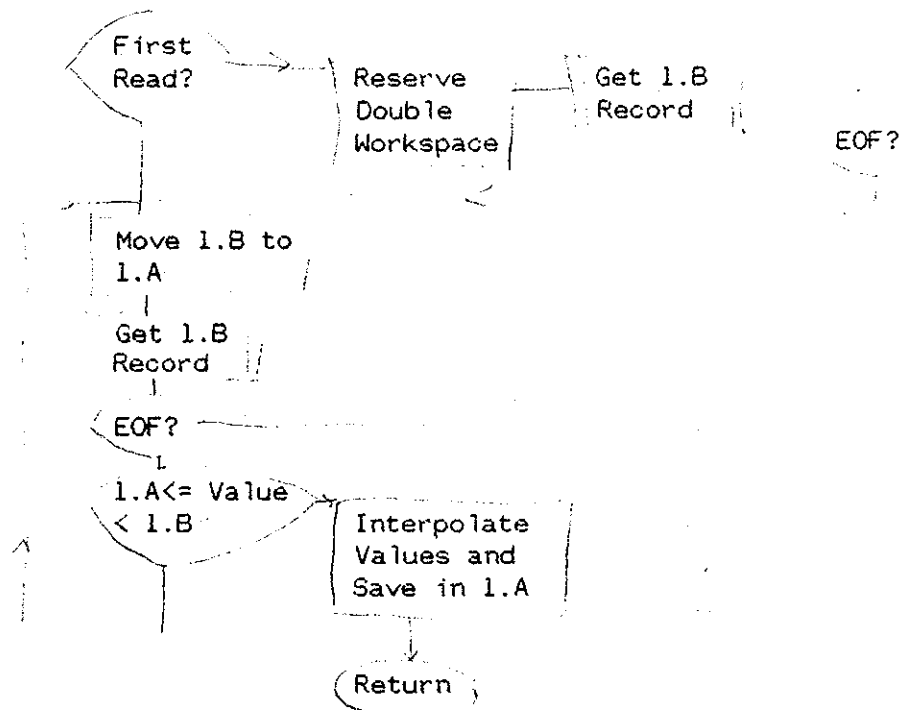 First
Read?
Reserve
Double
Workspace
Get 1.B
Record
EOF?
Move 1.B to
1.A
Get 1.B
Record
EOF?
1.A<= Value
< 1.B
Interpolate
Values and
Save in 1.A
Return